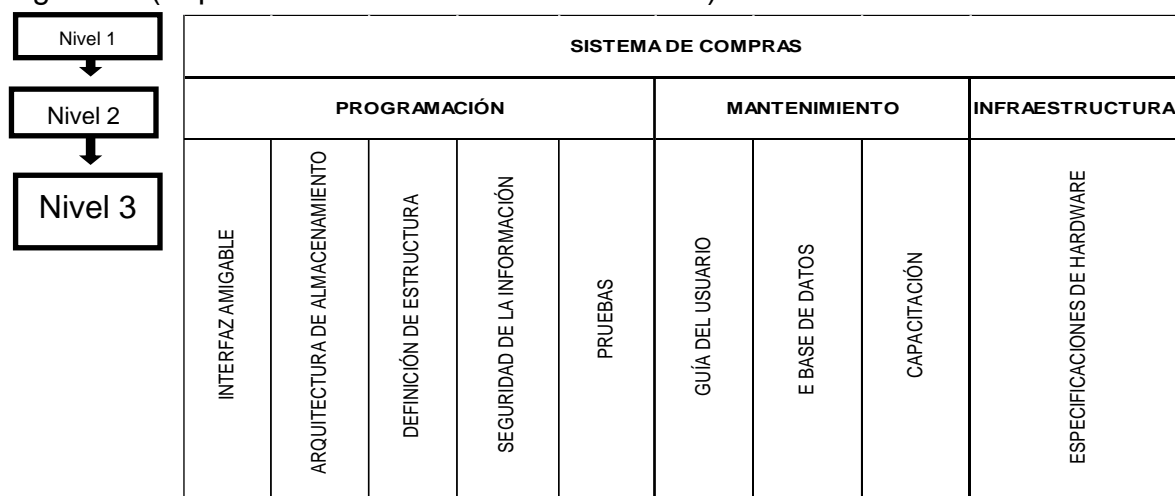 Nivel 1
SISTEMA DE COMPRAS
Nivel 2
PROGRAMACIÓN
MANTENIMIENTO
INFRAESTRUCTURA
Nivel 3
INTERFAZ AMIGABLE
ARQUITECTURA DE ALMACENAMIENTO
DEFINICIÓN DE ESTRUCTURA
SEGURIDAD DE LA INFORMACIÓN
PRUEBAS
GUÍA DEL USUARIO
E BASE DE DATOS
CAPACITACIÓN
ESPECIFICACIONES DE HARDWARE